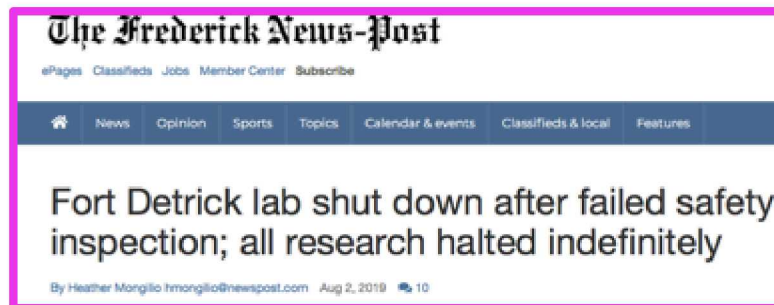 The Frederick News-Post
ePages Classifieds Jobs Member Center Subscribe
News Opinion Sports Topics Calendar & events Classifieds & local Features
Fort Detrick lab shut down after failed safety
inspection; all research halted indefinitely
By Heather Mongilio hmongilio@newspost.com Aug 2, 2019 10